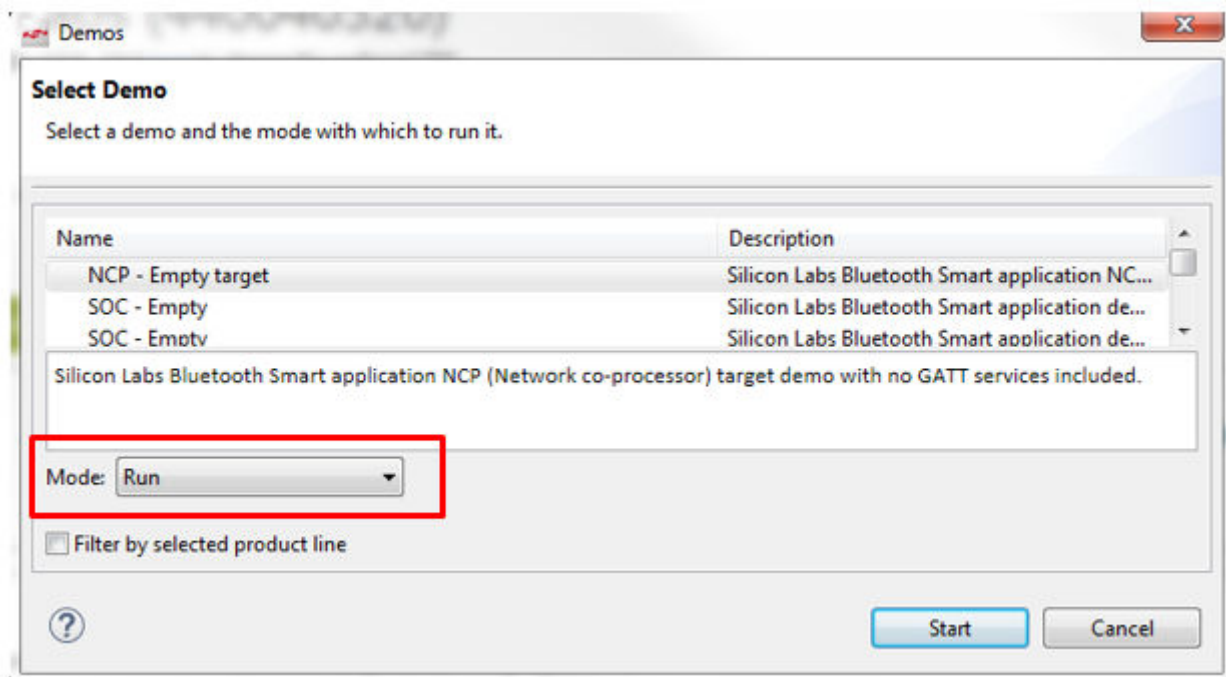 Demos
Select Demo
Select a demo and the mode with which to run it.
Name Description
NCP - Empty target Silicon Labs Bluetooth Smart application NC...
SOC - Empty Silicon Labs Bluetooth Smart application de...
SOC - Empty Silicon Labs Bluetooth Smart application de...
Silicon Labs Bluetooth Smart application NCP (Network co-processor) target demo with no GATT services included.
Mode: Run
Filter by selected product line
? Start Cancel